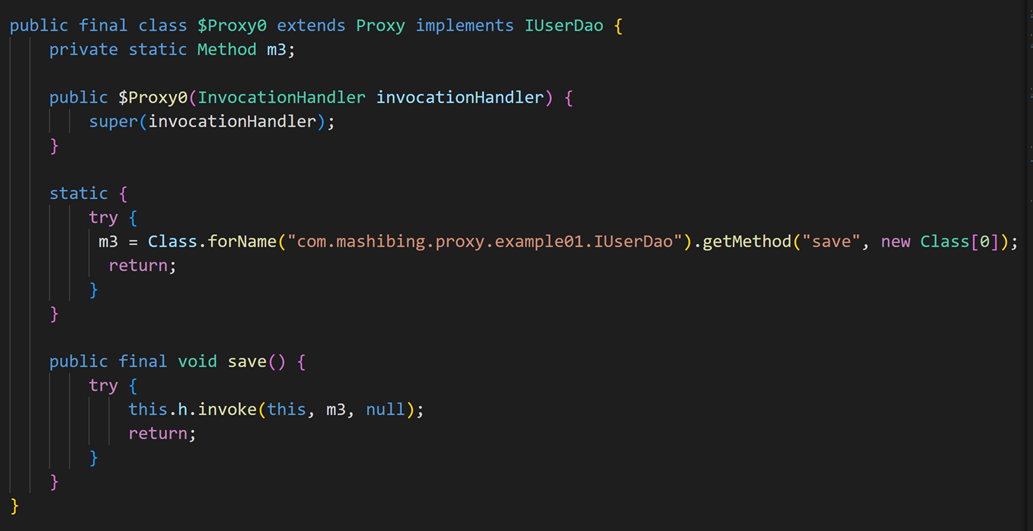 public final class $Proxy0 extends Proxy implements IUserDao {
    private static Method m3;

    public $Proxy0(InvocationHandler invocationHandler) {
        super(invocationHandler);
    }

    static {
        try {
         m3 = Class.forName("com.mashibing.proxy.example01.IUserDao").getMethod("save", new Class[0]);
          return;
        }
    }

    public final void save() {
        try {
            this.h.invoke(this, m3, null);
            return;
        }
    }
}